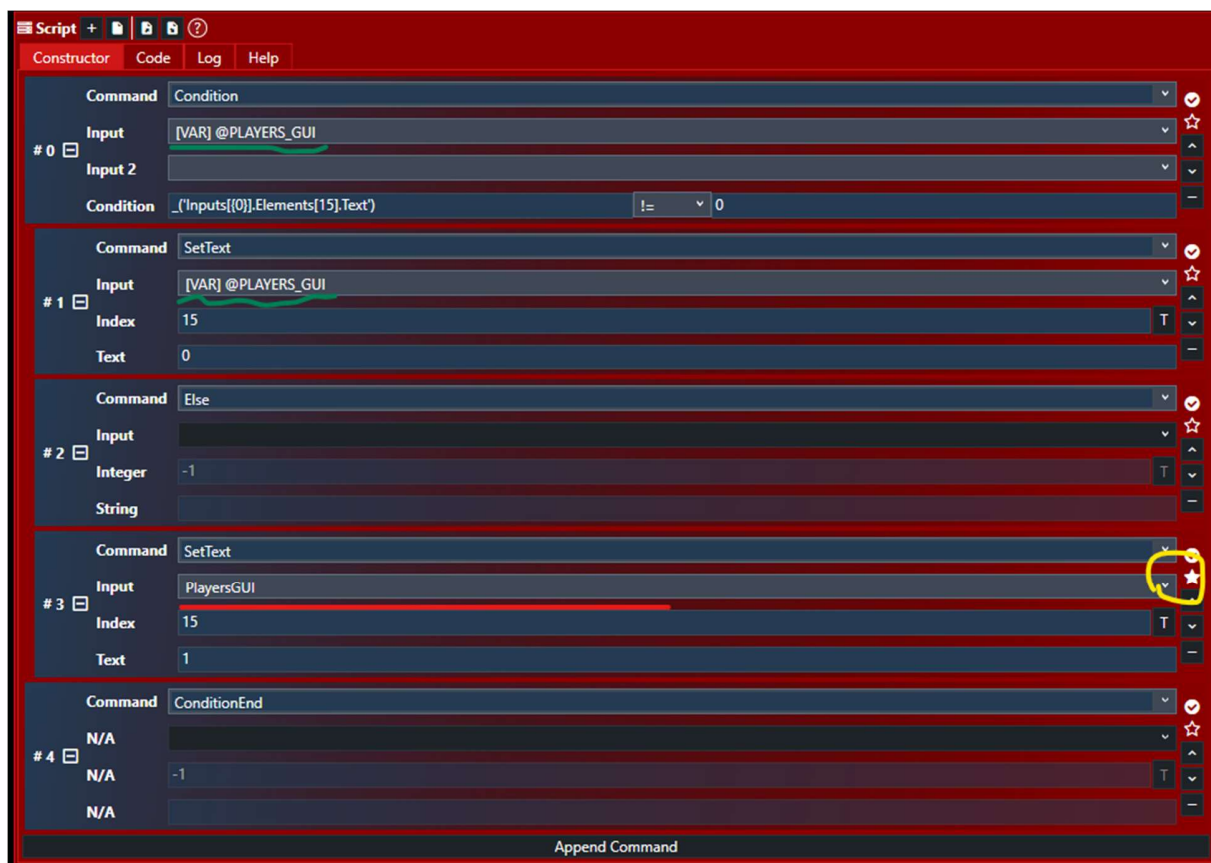 Script + ?
Constructor Code Log Help
Command Condition
Input [VAR] @PLAYERS_GUI
# 0
Input 2
Condition _('Inputs[{0}].Elements[15].Text') != 0
Command SetText
Input [VAR] @PLAYERS_GUI
# 1
Index 15 T
Text 0
Command Else
Input
# 2
Integer -1 T
String
Command SetText
Input PlayersGUI
# 3
Index 15 T
Text 1
Command ConditionEnd
N/A
# 4
N/A -1 T
N/A
Append Command